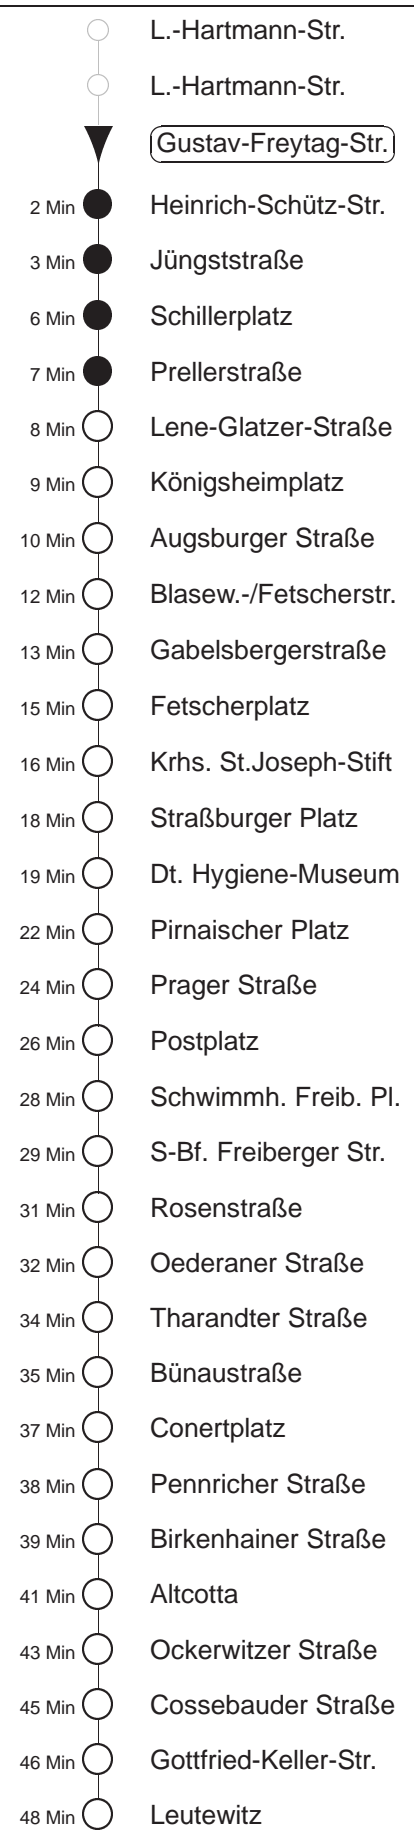 L.-Hartmann-Str.
L.-Hartmann-Str.
Gustav-Freytag-Str.
2 Min Heinrich-Schütz-Str.
3 Min Jüngststraße
6 Min Schillerplatz
7 Min Prellerstraße
8 Min Lene-Glatzer-Straße
9 Min Königsheimplatz
10 Min Augsburger Straße
12 Min Blasew.-/Fetscherstr.
13 Min Gabelsbergerstraße
15 Min Fetscherplatz
16 Min Krhs. St.Joseph-Stift
18 Min Straßburger Platz
19 Min Dt. Hygiene-Museum
22 Min Pirnaischer Platz
24 Min Prager Straße
26 Min Postplatz
28 Min Schwimmh. Freib. Pl.
29 Min S-Bf. Freiberger Str.
31 Min Rosenstraße
32 Min Oederaner Straße
34 Min Tharandter Straße
35 Min Bünaustraße
37 Min Conertplatz
38 Min Pennricher Straße
39 Min Birkenhainer Straße
41 Min Altcotta
43 Min Ockerwitzer Straße
45 Min Cossebauder Straße
46 Min Gottfried-Keller-Str.
48 Min Leutewitz